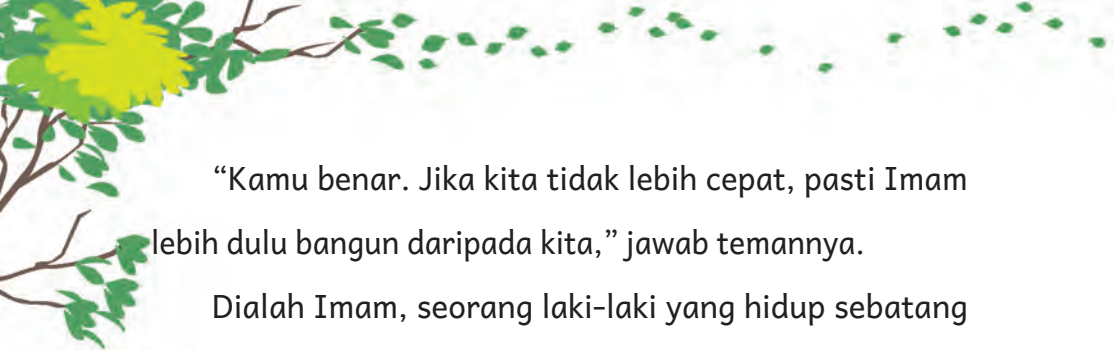 “Kamu benar. Jika kita tidak lebih cepat, pasti Imam
lebih dulu bangun daripada kita,” jawab temannya.
Dialah Imam, seorang laki-laki yang hidup sebatang